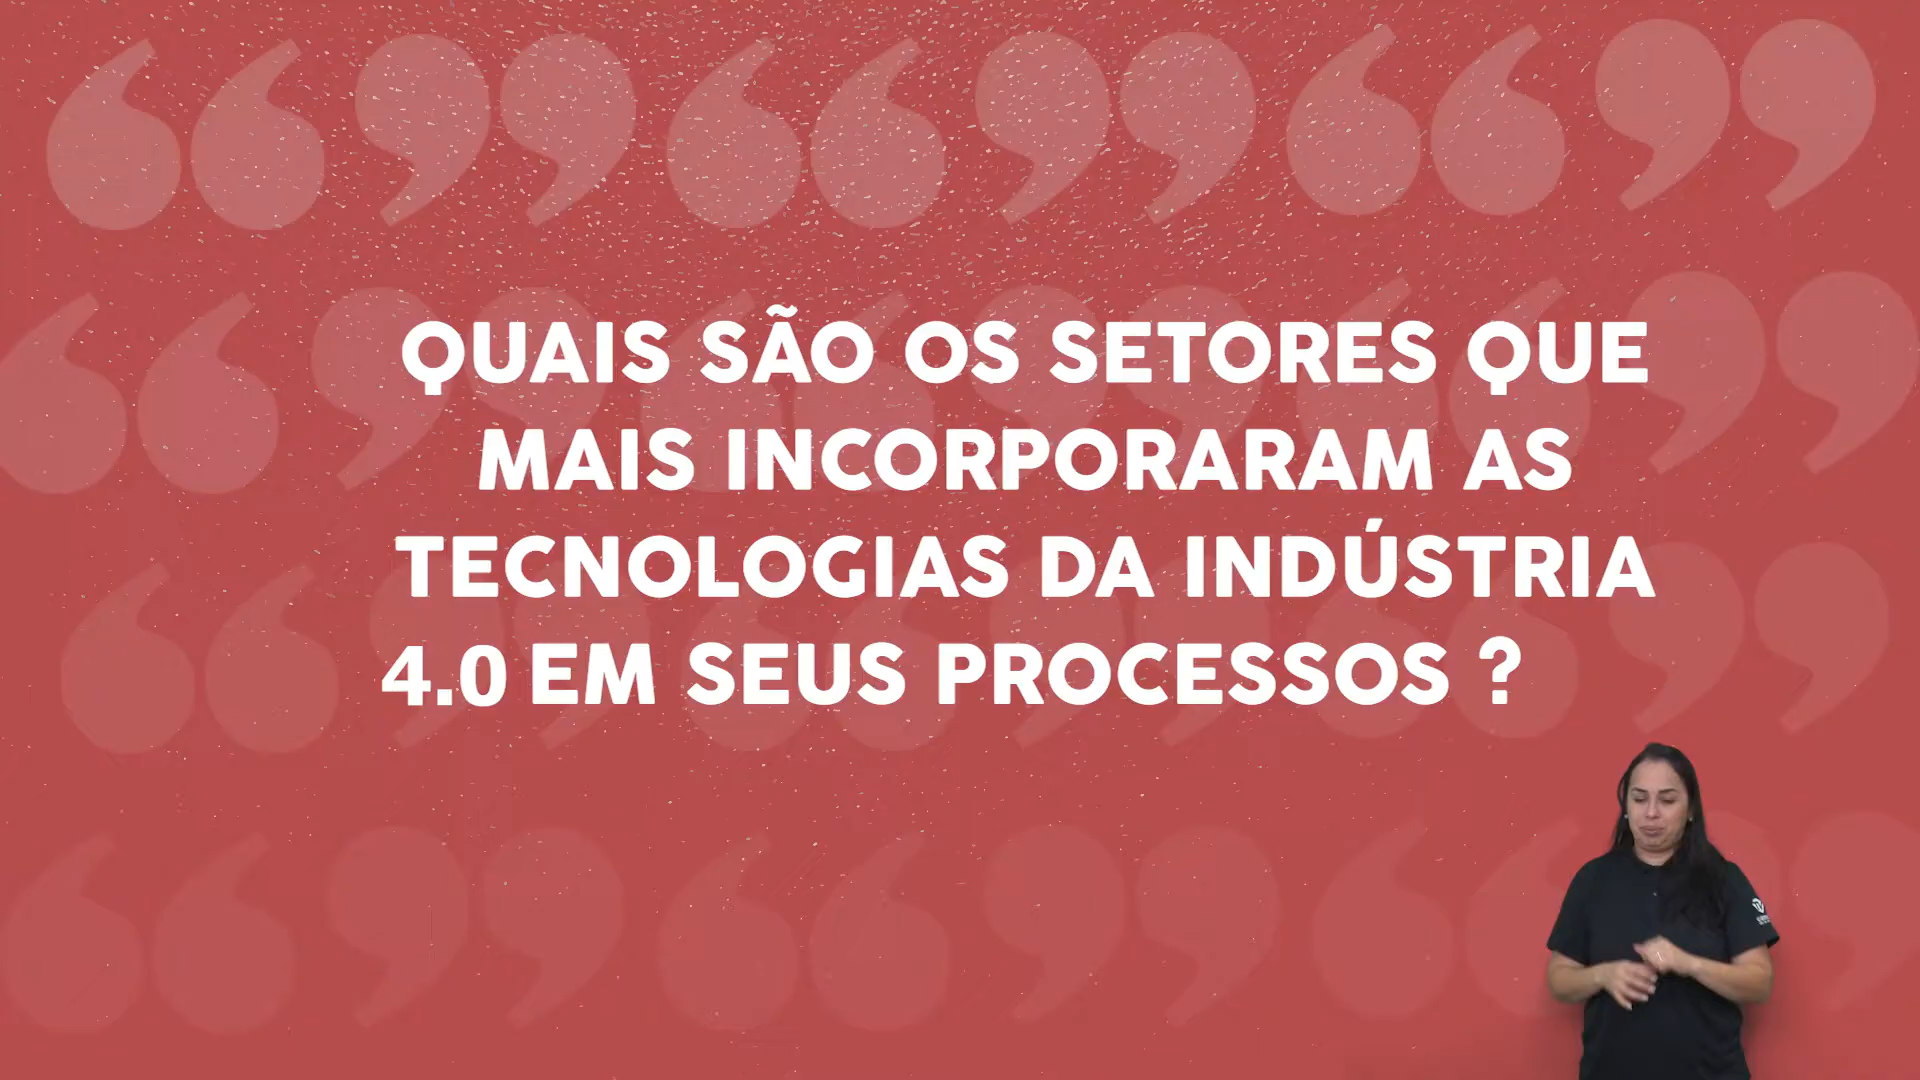 QUAIS SÃO OS SETORES QUE
MAIS INCORPORARAM AS
TECNOLOGIAS DA INDÚSTRIA
4.0 EM SEUS PROCESSOS ?